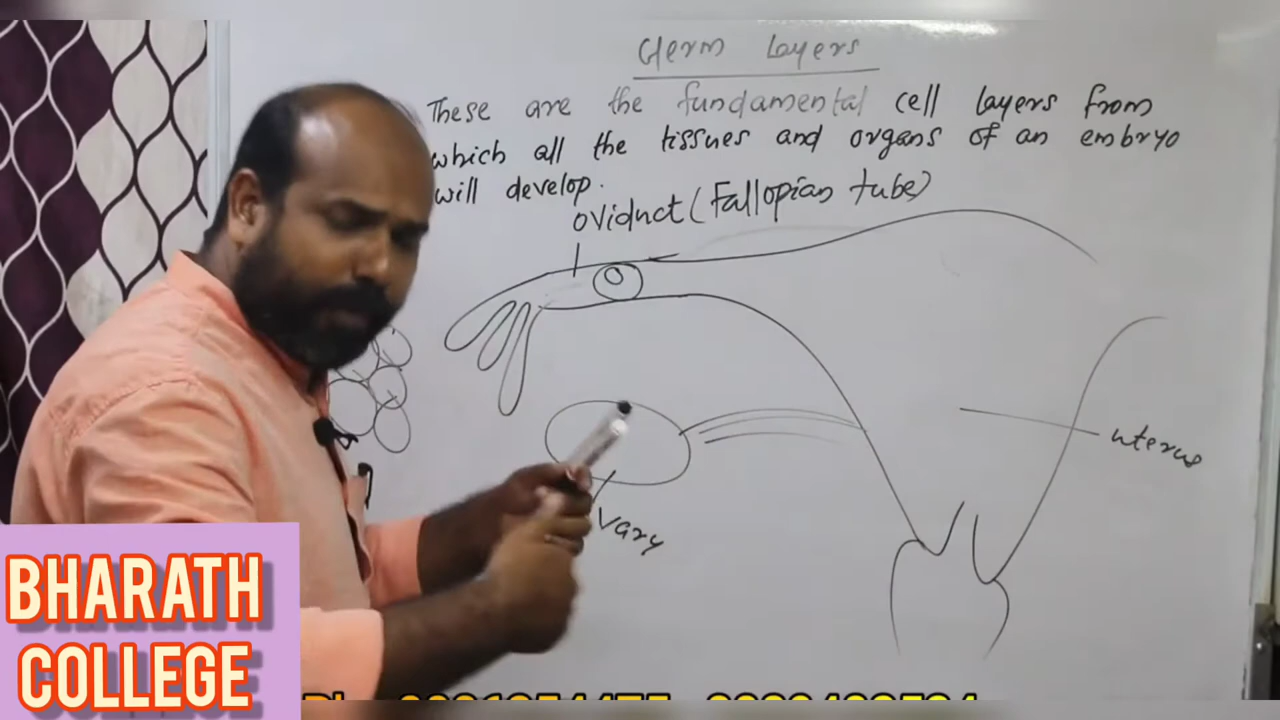 Germ Layers
These are the fundamental cell layers from
which all the tissues and organs of an embryo
will develop.
oviduct (Fallopian tube)
uterus
vary
BHARATH
COLLEGE